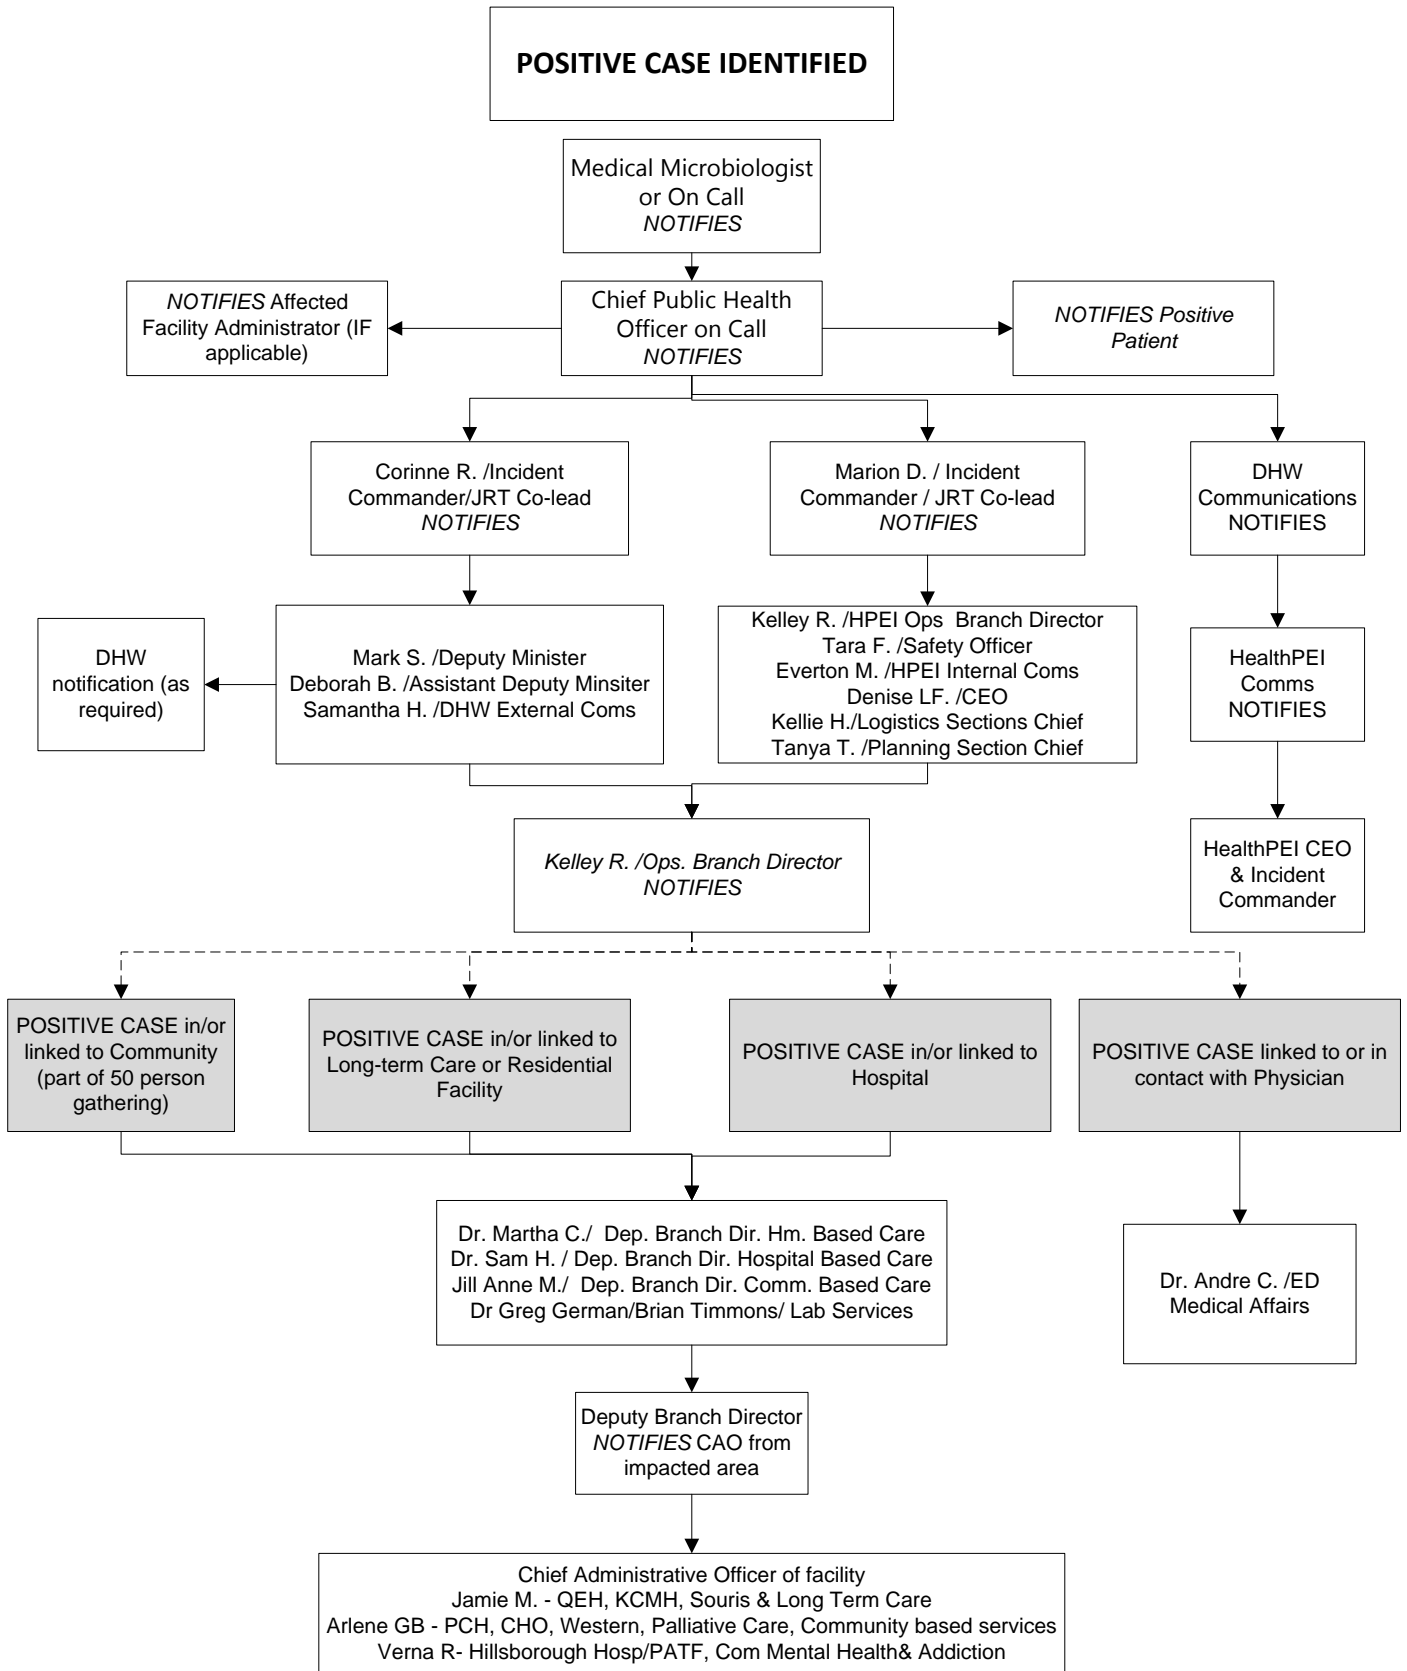 POSITIVE CASE IDENTIFIED
Medical Microbiologist
or On Call
NOTIFIES
NOTIFIES Affected
Facility Administrator (IF
applicable)
Chief Public Health
Officer on Call
NOTIFIES
NOTIFIES Positive
Patient
Corinne R. /Incident
Commander/JRT Co-lead
NOTIFIES
Marion D. / Incident
Commander / JRT Co-lead
NOTIFIES
DHW
Communications
NOTIFIES
DHW
notification (as
required)
Mark S. /Deputy Minister
Deborah B. /Assistant Deputy Minsiter
Samantha H. /DHW External Coms
Kelley R. /HPEI Ops  Branch Director
Tara F. /Safety Officer
Everton M. /HPEI Internal Coms
Denise LF. /CEO
Kellie H./Logistics Sections Chief
Tanya T. /Planning Section Chief
HealthPEI
Comms
NOTIFIES
Kelley R. /Ops. Branch Director
NOTIFIES
HealthPEI CEO
& Incident
Commander
POSITIVE CASE in/or
linked to Community
(part of 50 person
gathering)
POSITIVE CASE in/or linked to
Long-term Care or Residential
Facility
POSITIVE CASE in/or linked to
Hospital
POSITIVE CASE linked to or in
contact with Physician
Dr. Martha C./  Dep. Branch Dir. Hm. Based Care
Dr. Sam H. / Dep. Branch Dir. Hospital Based Care
Jill Anne M./  Dep. Branch Dir. Comm. Based Care
Dr Greg German/Brian Timmons/ Lab Services
Dr. Andre C. /ED
Medical Affairs
Deputy Branch Director
NOTIFIES CAO from
impacted area
Chief Administrative Officer of facility
Jamie M. - QEH, KCMH, Souris & Long Term Care
Arlene GB - PCH, CHO, Western, Palliative Care, Community based services
Verna R- Hillsborough Hosp/PATF, Com Mental Health& Addiction